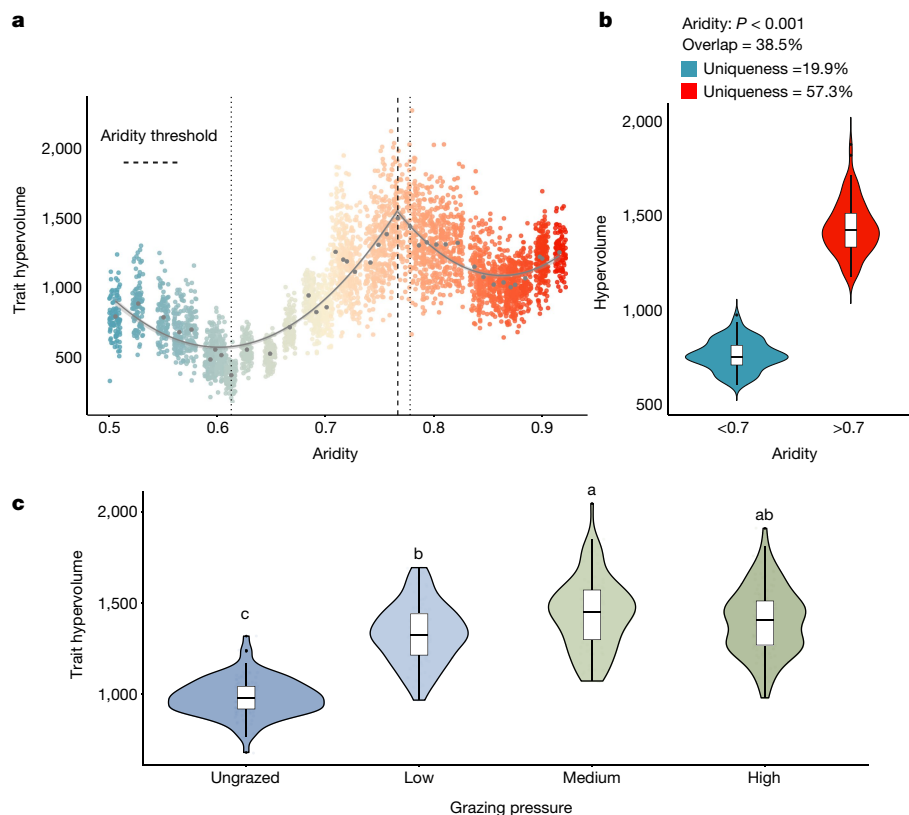 a
Aridity threshold
Trait hypervolume
2,000
1,500
1,000
500
0.5 0.6 0.7 0.8 0.9
Aridity
b
Aridity: P < 0.001
Overlap = 38.5%
Uniqueness =19.9%
Uniqueness = 57.3%
Hypervolume
2,000
1,500
1,000
500
<0.7 >0.7
Aridity
c
Trait hypervolume
2,000
1,500
1,000
c
b
a
ab
Ungrazed Low Medium High
Grazing pressure